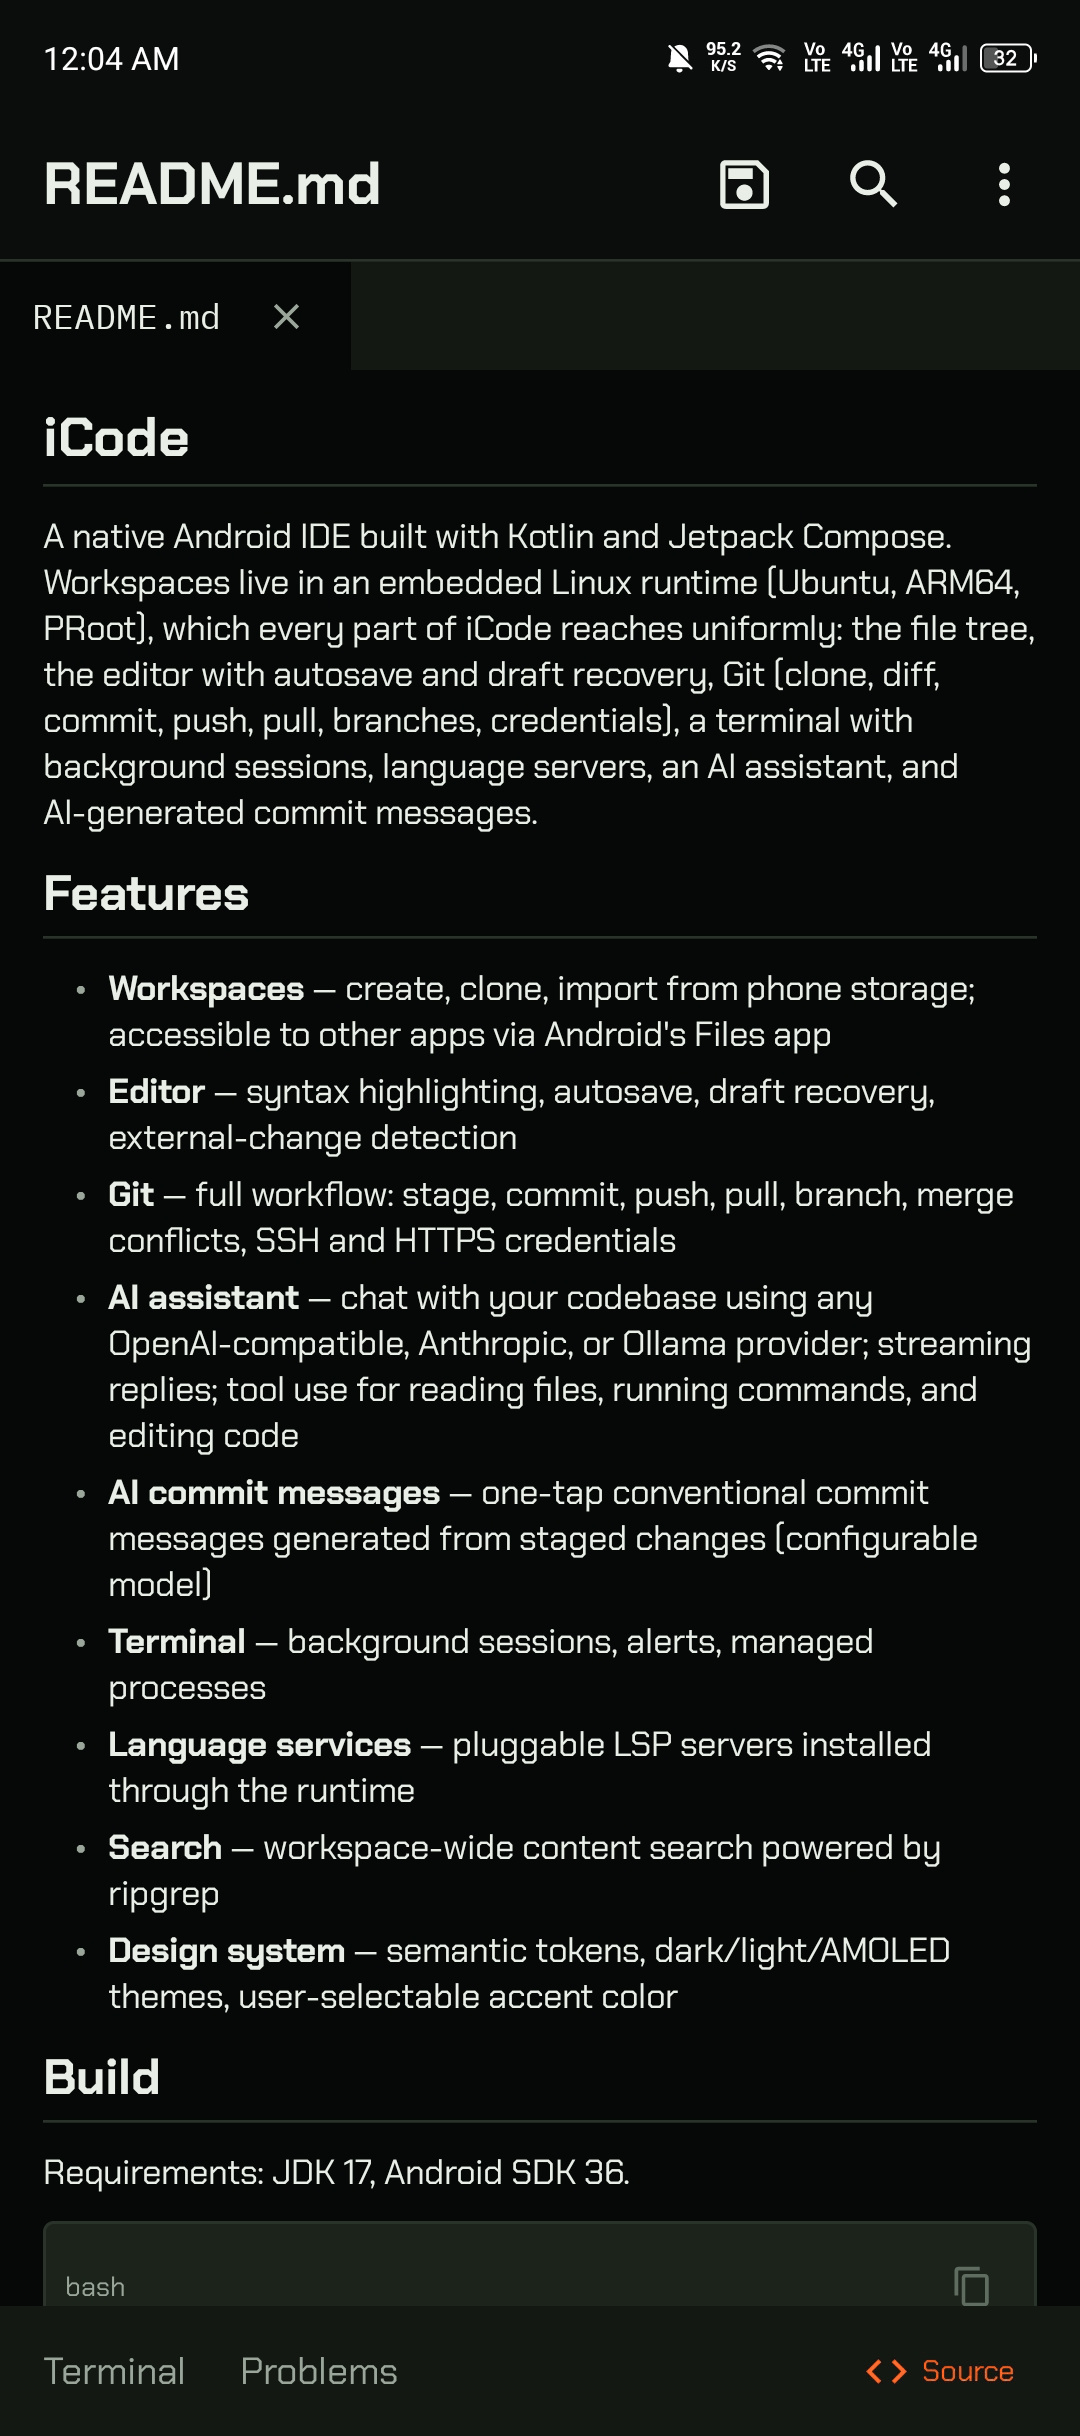 12:04 AM
95.2
K/S
Vo
LTE
4G
Vo
LTE
4G
32
README.md
README.md
iCode
A native Android IDE built with Kotlin and Jetpack Compose.
Workspaces live in an embedded Linux runtime (Ubuntu, ARM64,
PRoot), which every part of iCode reaches uniformly: the file tree,
the editor with autosave and draft recovery, Git (clone, diff,
commit, push, pull, branches, credentials), a terminal with
background sessions, language servers, an AI assistant, and
AI-generated commit messages.
Features
• Workspaces — create, clone, import from phone storage;
accessible to other apps via Android's Files app
• Editor — syntax highlighting, autosave, draft recovery,
external-change detection
• Git — full workflow: stage, commit, push, pull, branch, merge
conflicts, SSH and HTTPS credentials
• AI assistant — chat with your codebase using any
OpenAI-compatible, Anthropic, or Ollama provider; streaming
replies; tool use for reading files, running commands, and
editing code
• AI commit messages — one-tap conventional commit
messages generated from staged changes (configurable
model)
• Terminal — background sessions, alerts, managed
processes
• Language services — pluggable LSP servers installed
through the runtime
• Search — workspace-wide content search powered by
ripgrep
• Design system — semantic tokens, dark/light/AMOLED
themes, user-selectable accent color
Build
Requirements: JDK 17, Android SDK 36.
bash
Terminal
Problems
<> Source